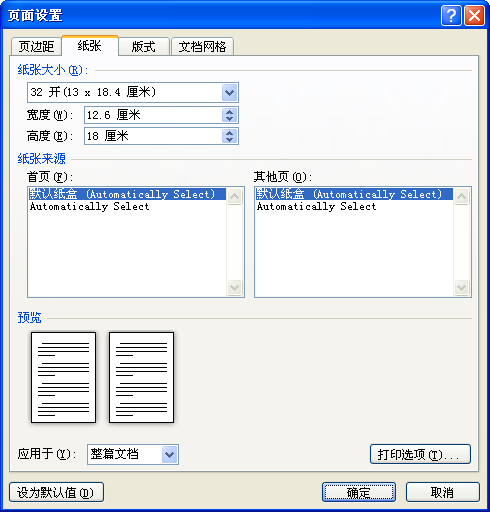 页面设置
页边距 纸张 版式 文档网格
纸张大小(R):
32 开(13 x 18.4 厘米)
宽度(W): 12.6 厘米
高度(E): 18 厘米
纸张来源
首页(F): 其他页(O):
默认纸盒 (Automatically Select) 默认纸盒 (Automatically Select)
Automatically Select Automatically Select
预览
应用于(Y): 整篇文档 打印选项(T)...
设为默认值(D) 确定 取消